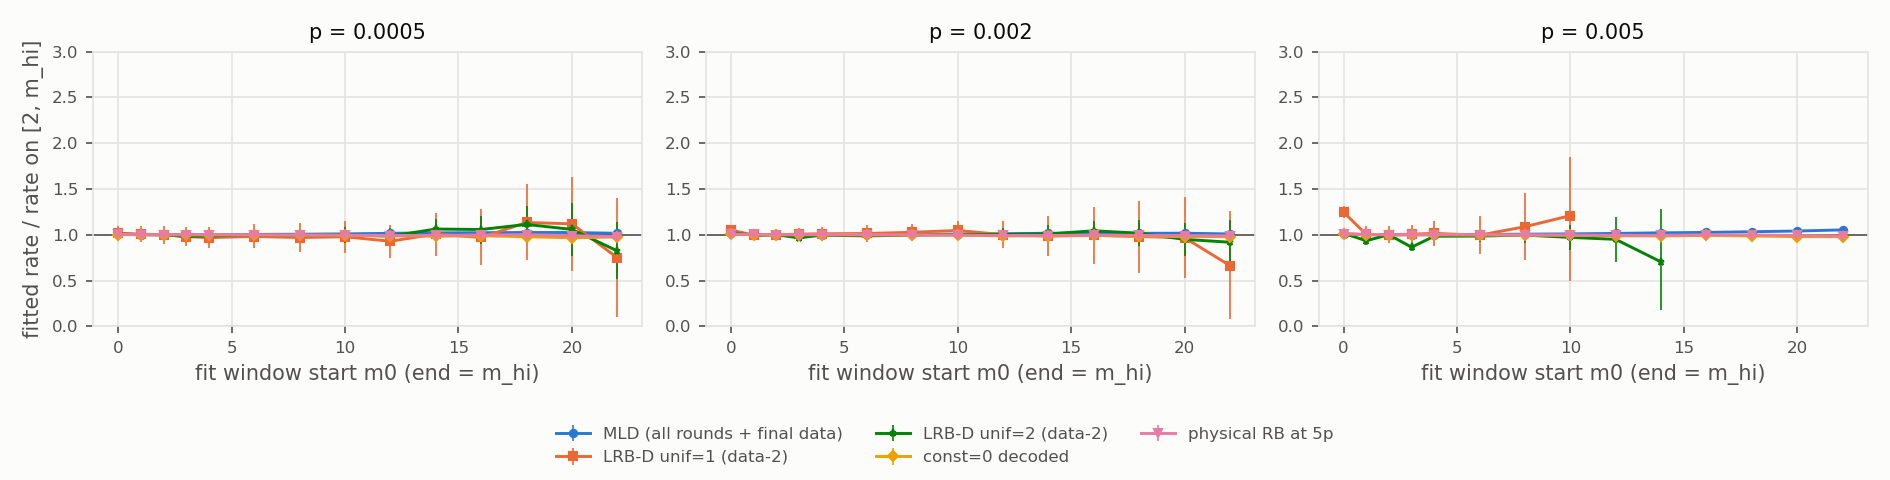 p = 0.0005
p = 0.002
p = 0.005
fitted rate / rate on [2, m_hi]
3.0
2.5
2.0
1.5
1.0
0.5
0.0
0 5 10 15 20
fit window start m0 (end = m_hi)
3.0
2.5
2.0
1.5
1.0
0.5
0.0
0 5 10 15 20
fit window start m0 (end = m_hi)
3.0
2.5
2.0
1.5
1.0
0.5
0.0
0 5 10 15 20
fit window start m0 (end = m_hi)
MLD (all rounds + final data)
LRB-D unif=1 (data-2)
LRB-D unif=2 (data-2)
const=0 decoded
physical RB at 5p